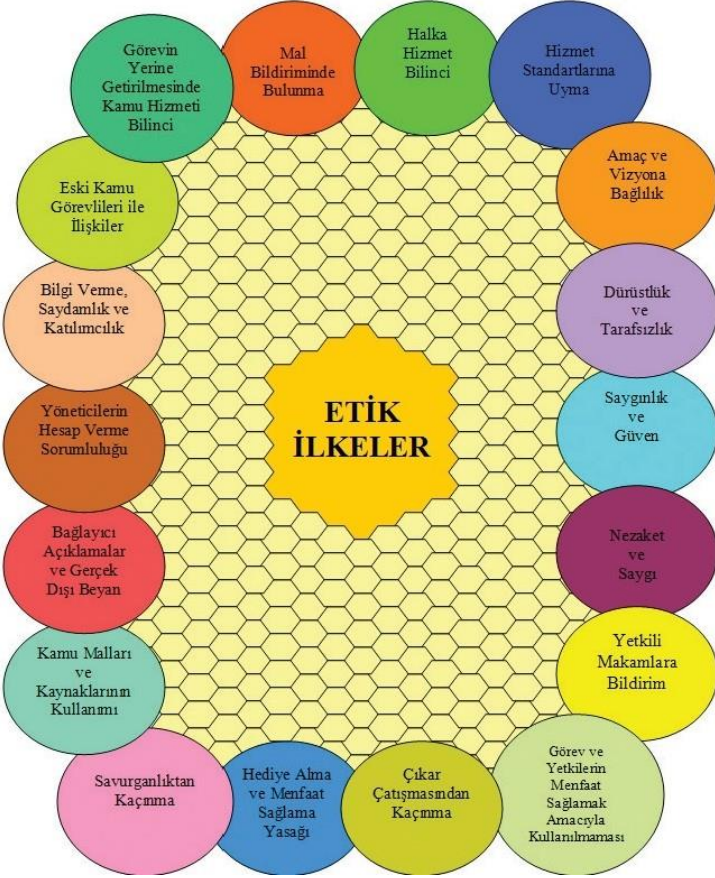 Görevin
Yerine
Getirilmesinde
Kamu Hizmeti
Bilinci
Mal
Bildiriminde
Bulunma
Halka
Hizmet
Bilinci
Hizmet
Standartlarına
Uyma
Amaç ve
Vizyona
Bağlılık
Dürüstlük
ve
Tarafsızlık
Saygınlık
ve
Güven
Nezaket
ve
Saygı
Yetkili
Makamlara
Bildirim
Görev ve
Yetkilerin
Menfaat
Sağlamak
Amacıyla
Kullanılmaması
Çıkar
Çatışmasından
Kaçınma
Hediye Alma
ve Menfaat
Sağlama
Yasağı
Savurganlıktan
Kaçınma
Kamu Malları
ve
Kaynaklarının
Kullanımı
Bağlayıcı
Açıklamalar
ve Gerçek
Dışı Beyan
Yöneticilerin
Hesap Verme
Sorumluluğu
Bilgi Verme,
Saydamlık ve
Katılımcılık
Eski Kamu
Görevlileri ile
İlişkiler
ETİK
İLKELER